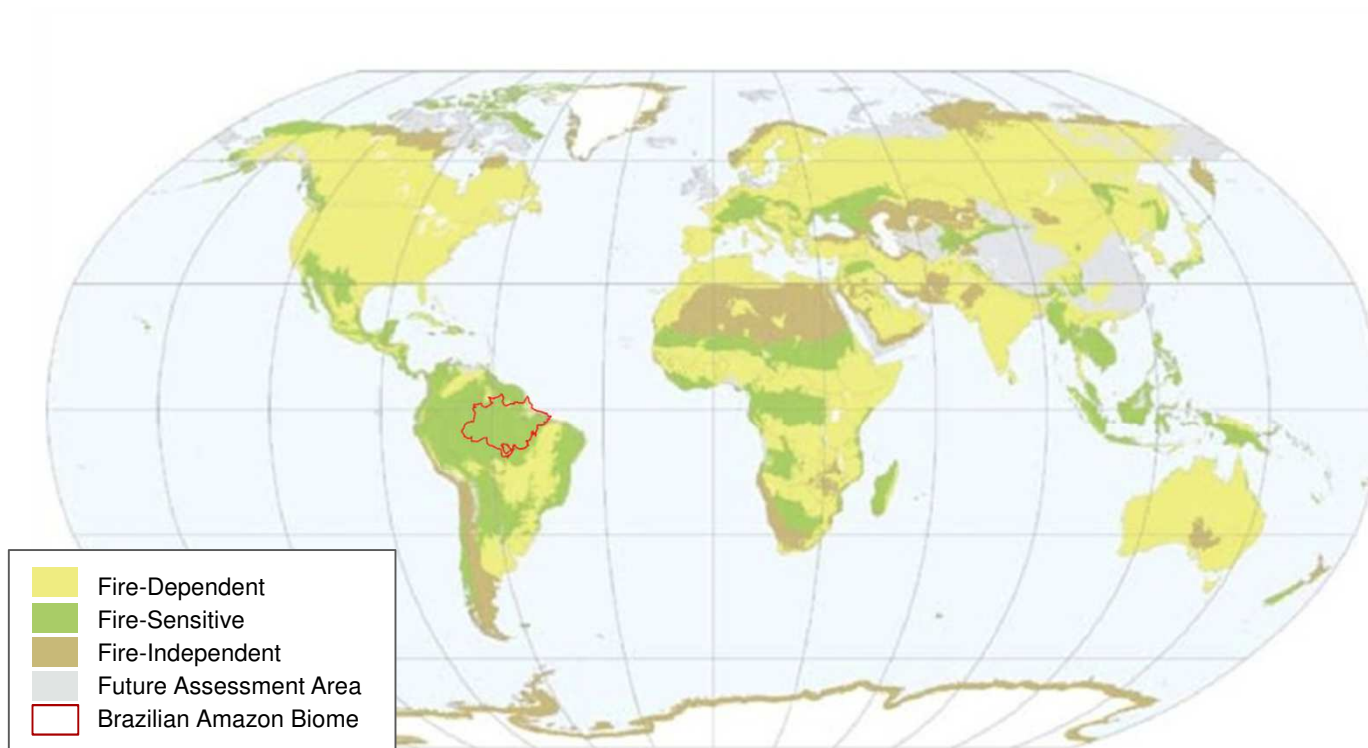 Fire-Dependent
Fire-Sensitive
Fire-Independent
Future Assessment Area
Brazilian Amazon Biome